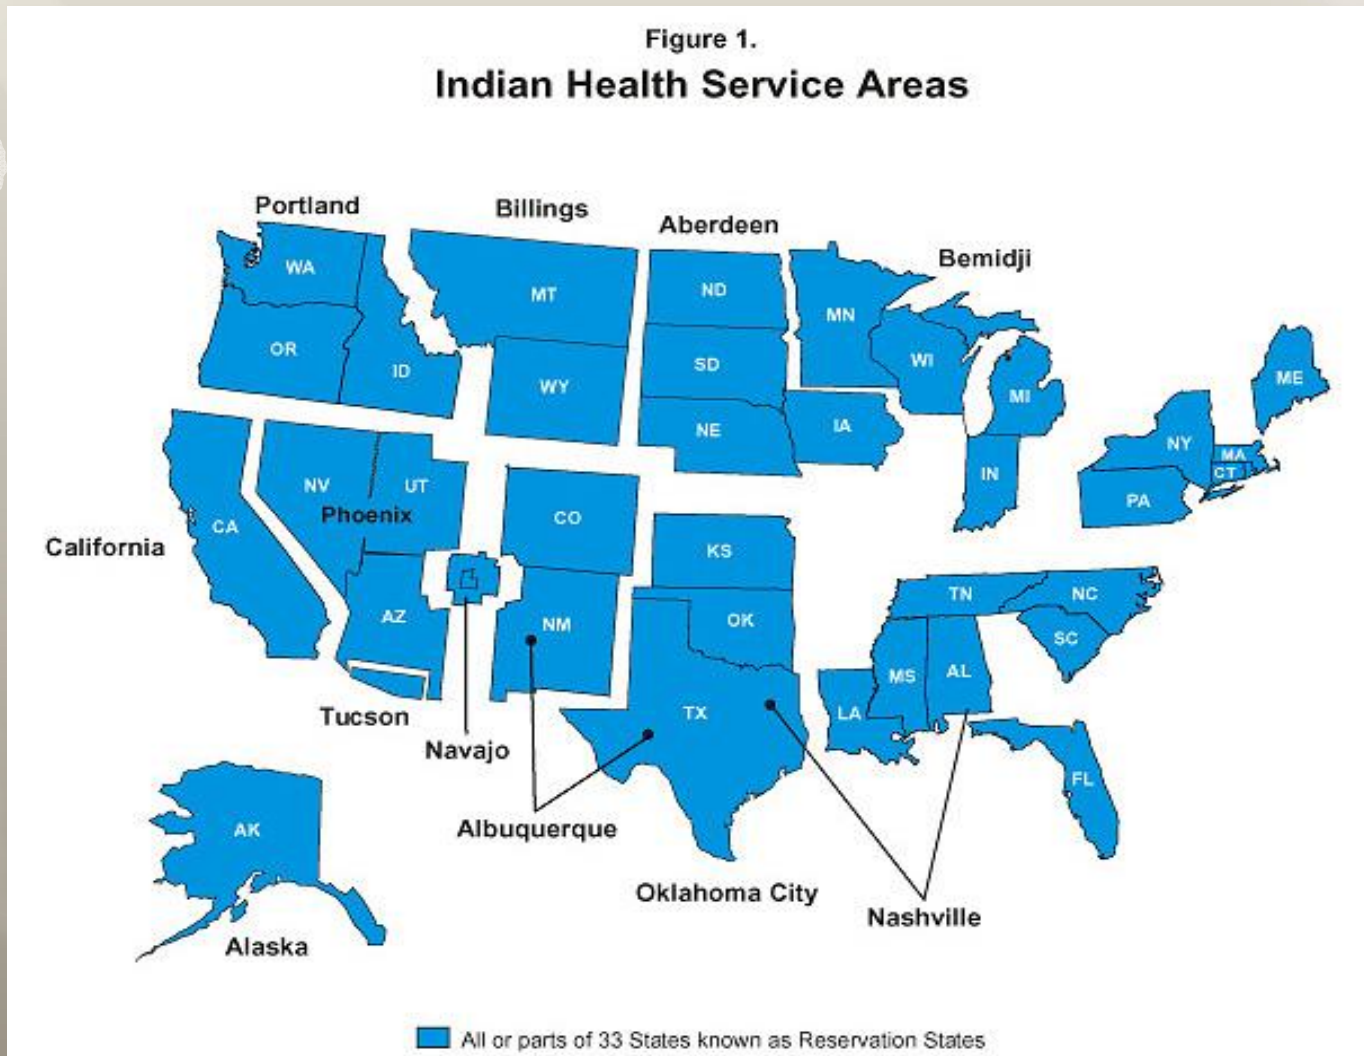 Figure 1.
Indian Health Service Areas
Portland
Billings
Aberdeen
Bemidji
WA
MT
ND
MN
OR
ID
WY
SD
WI
MI
ME
NE
IA
NY
MA
CT
IN
PA
CA
NV
UT
Phoenix
CO
KS
California
AZ
NM
OK
TN
NC
SC
Tucson
Navajo
TX
LA
MS
AL
FL
AK
Albuquerque
Oklahoma City
Nashville
Alaska
All or parts of 33 States known as Reservation States